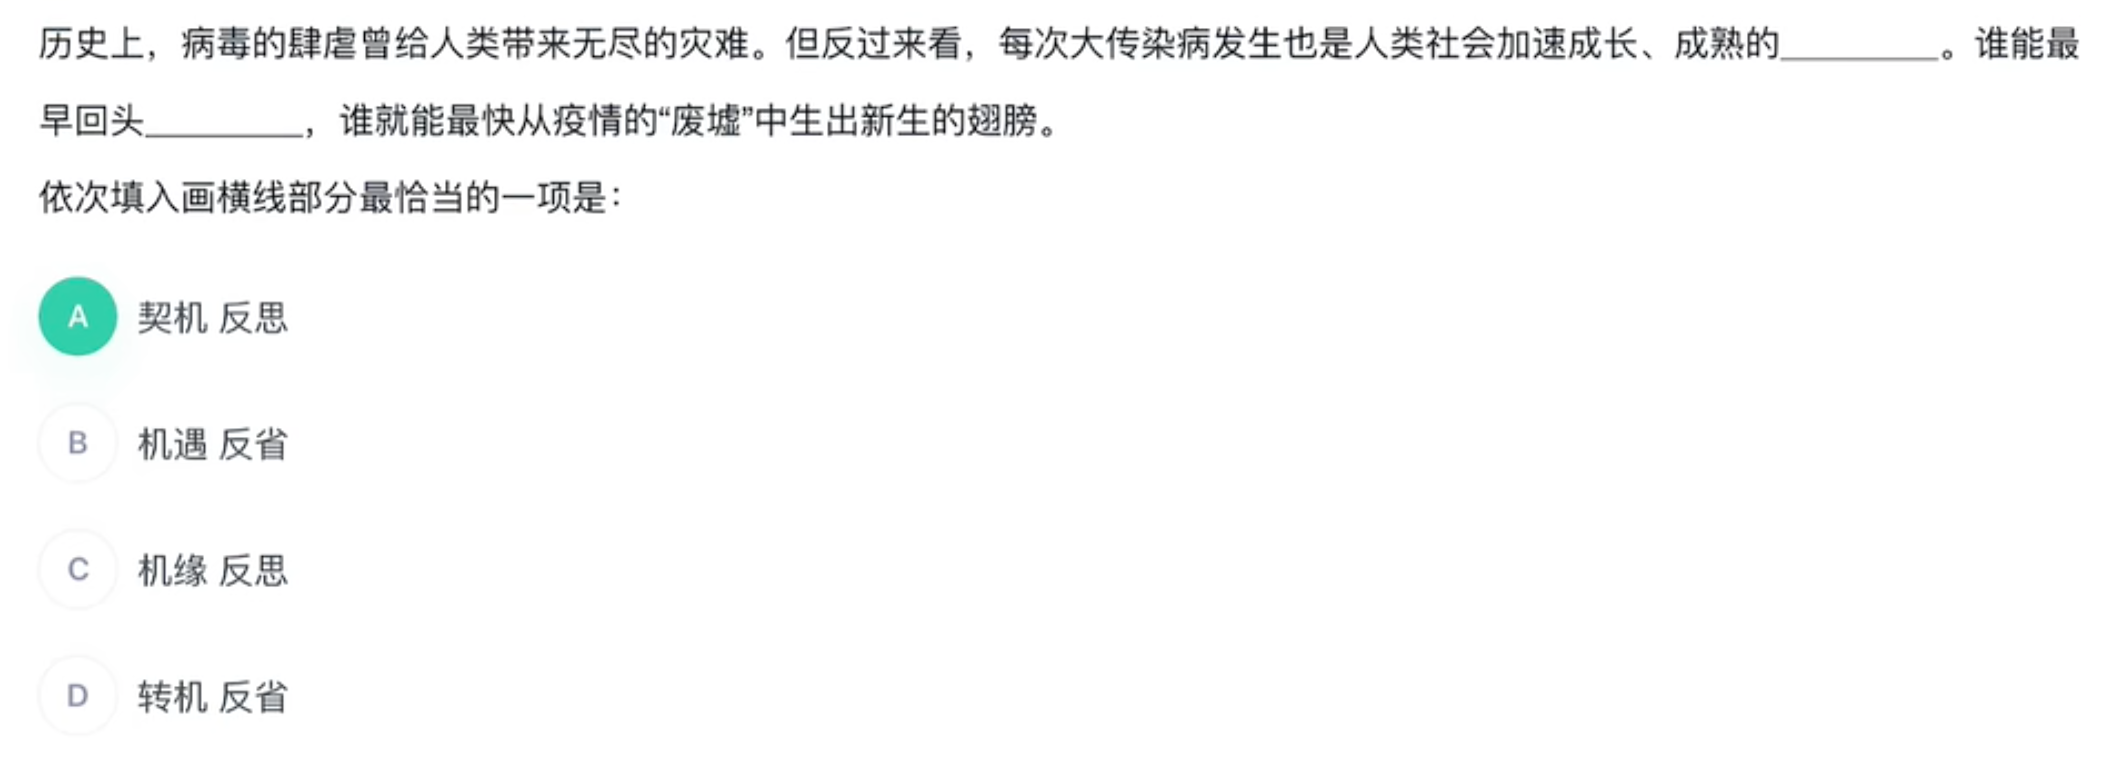 历史上，病毒的肆虐曾给人类带来无尽的灾难。但反过来看，每次大传染病发生也是人类社会加速成长、成熟的________。谁能最
早回头________，谁就能最快从疫情的“废墟”中生出新生的翅膀。
依次填入画横线部分最恰当的一项是：
A 契机 反思
B 机遇 反省
C 机缘 反思
D 转机 反省